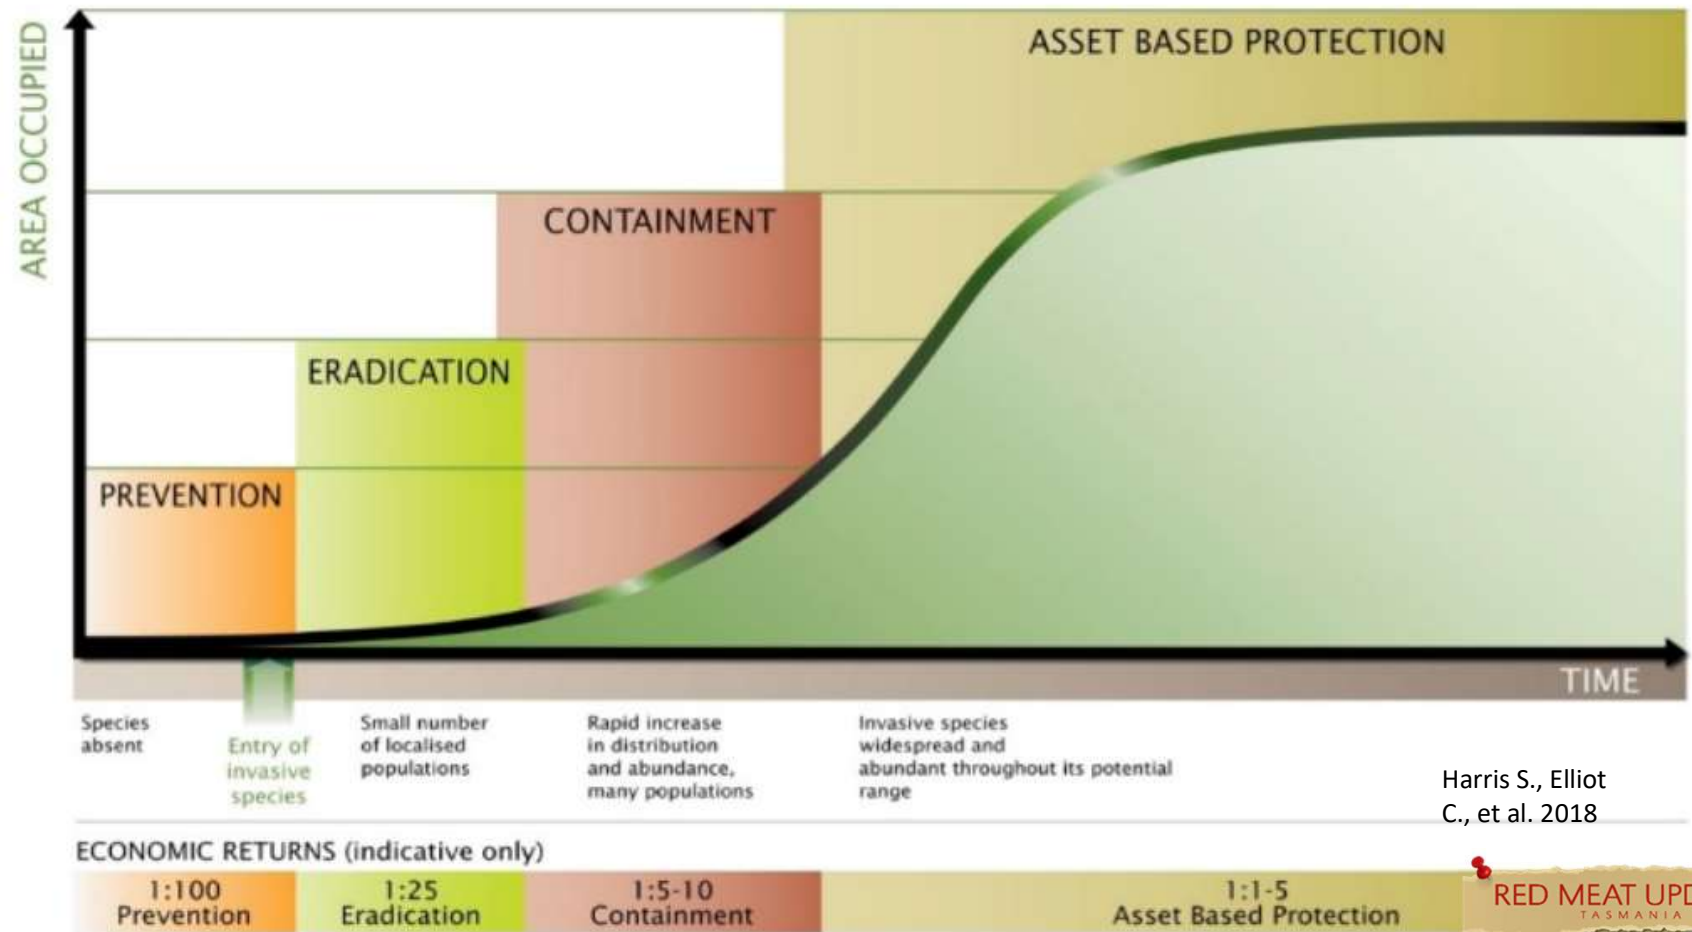 AREA OCCUPIED
ASSET BASED PROTECTION
CONTAINMENT
ERADICATION
PREVENTION
TIME
Species
absent
Entry of
invasive
species
Small number
of localised
populations
Rapid increase
in distribution
and abundance,
many populations
Invasive species
widespread and
abundant throughout its potential
range
Harris S., Elliot
C., et al. 2018
ECONOMIC RETURNS (indicative only)
1:100
Prevention
1:25
Eradication
1:5-10
Containment
1:1-5
Asset Based Protection
RED MEAT
TASMANIA